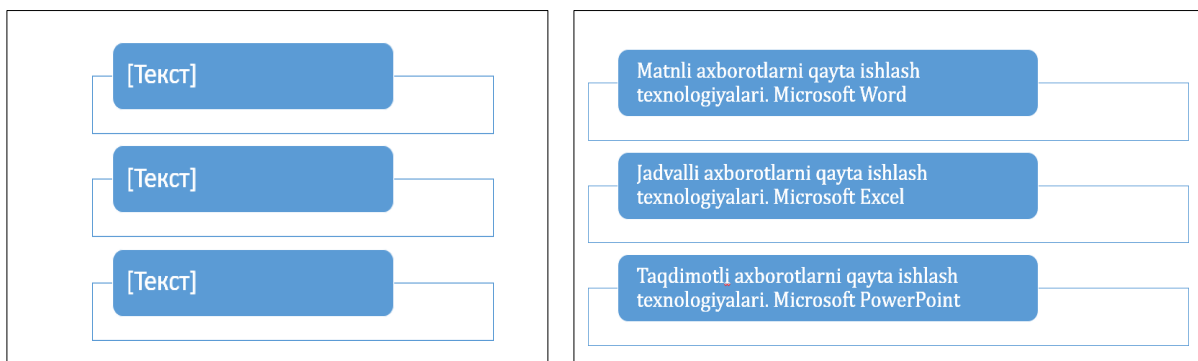 [Текст]
[Текст]
[Текст]
Matnli axborotlarni qayta ishlash
texnologiyalari. Microsoft Word
Jadvalli axborotlarni qayta ishlash
texnologiyalari. Microsoft Excel
Taqdimotli axborotlarni qayta ishlash
texnologiyalari. Microsoft PowerPoint